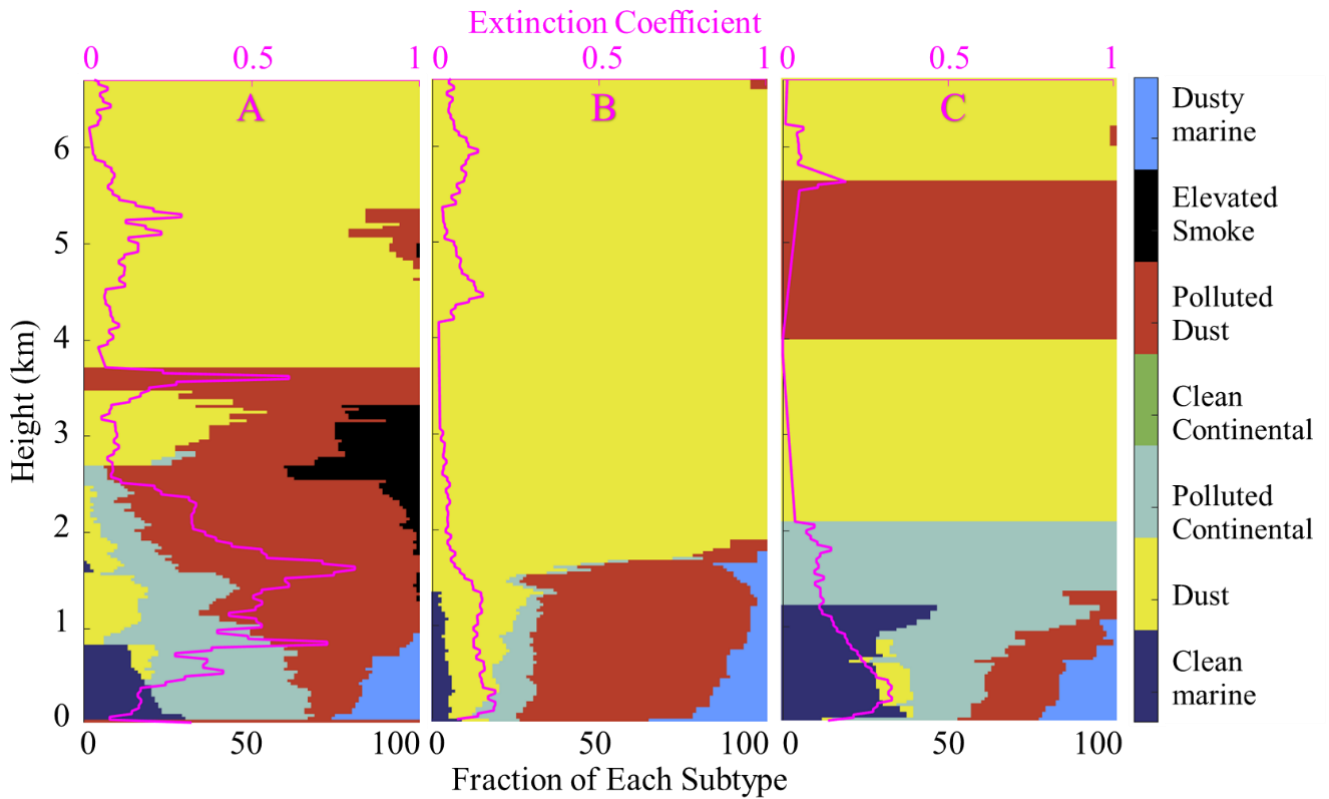 Extinction Coefficient
0 0.5 1 0 0.5 1 0 0.5 1
A B C
Dusty
marine
Elevated
Smoke
Polluted
Dust
Clean
Continental
Polluted
Continental
Dust
Clean
marine
Height (km)
6
5
4
3
2
1
0
0 50 100 0 50 100 0 50 100
Fraction of Each Subtype